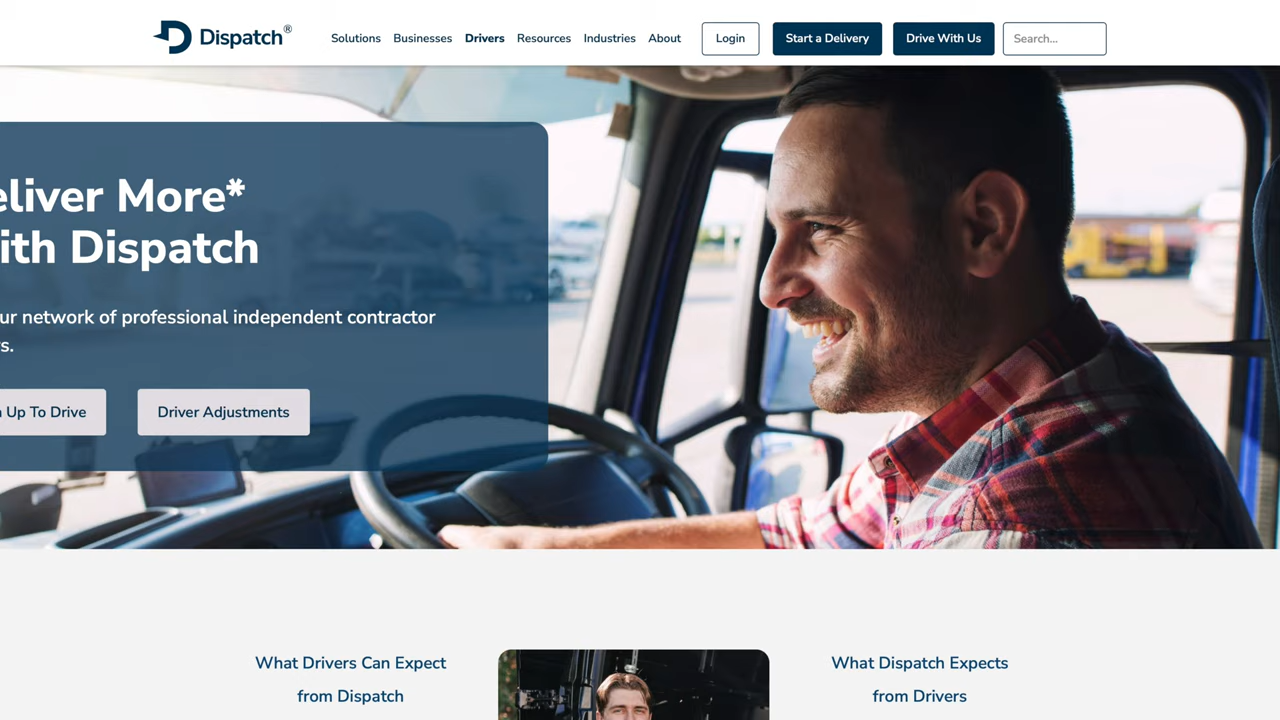 Dispatch®
Solutions Businesses Drivers Resources Industries About Login Start a Delivery Drive With Us Search...
eliver More*
ith Dispatch
ur network of professional independent contractor
s.
Up To Drive
Driver Adjustments
What Drivers Can Expect
from Dispatch
What Dispatch Expects
from Drivers